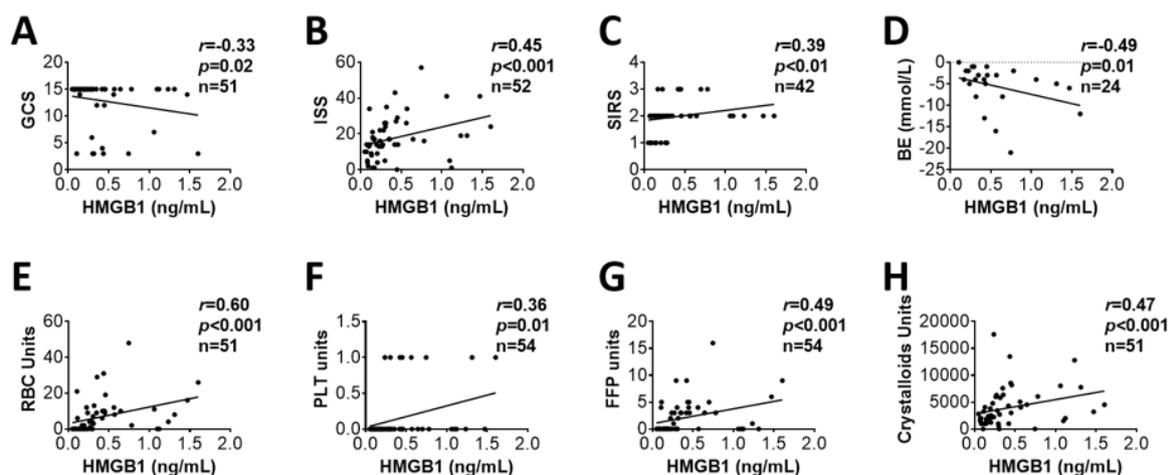 A
r=-0.33
p=0.02
n=51
GCS
20
15
10
5
0
0.0 0.5 1.0 1.5 2.0
HMGB1 (ng/mL)
B
r=0.45
p<0.001
n=52
ISS
60
40
20
0
0.0 0.5 1.0 1.5 2.0
HMGB1 (ng/mL)
C
r=0.39
p<0.01
n=42
SIRS
4
3
2
1
0
0.0 0.5 1.0 1.5 2.0
HMGB1 (ng/mL)
D
r=-0.49
p=0.01
n=24
BE (mmol/L)
0
-5
-10
-15
-20
-25
0.0 0.5 1.0 1.5 2.0
HMGB1 (ng/mL)
E
r=0.60
p<0.001
n=51
RBC Units
60
40
20
0
0.0 0.5 1.0 1.5 2.0
HMGB1 (ng/mL)
F
r=0.36
p=0.01
n=54
PLT units
1.5
1.0
0.5
0.0
0.0 0.5 1.0 1.5 2.0
HMGB1 (ng/mL)
G
r=0.49
p<0.001
n=54
FFP units
20
15
10
5
0
0.0 0.5 1.0 1.5 2.0
HMGB1 (ng/mL)
H
r=0.47
p<0.001
n=51
Crystalloids Units
20000
15000
10000
5000
0
0.0 0.5 1.0 1.5 2.0
HMGB1 (ng/mL)